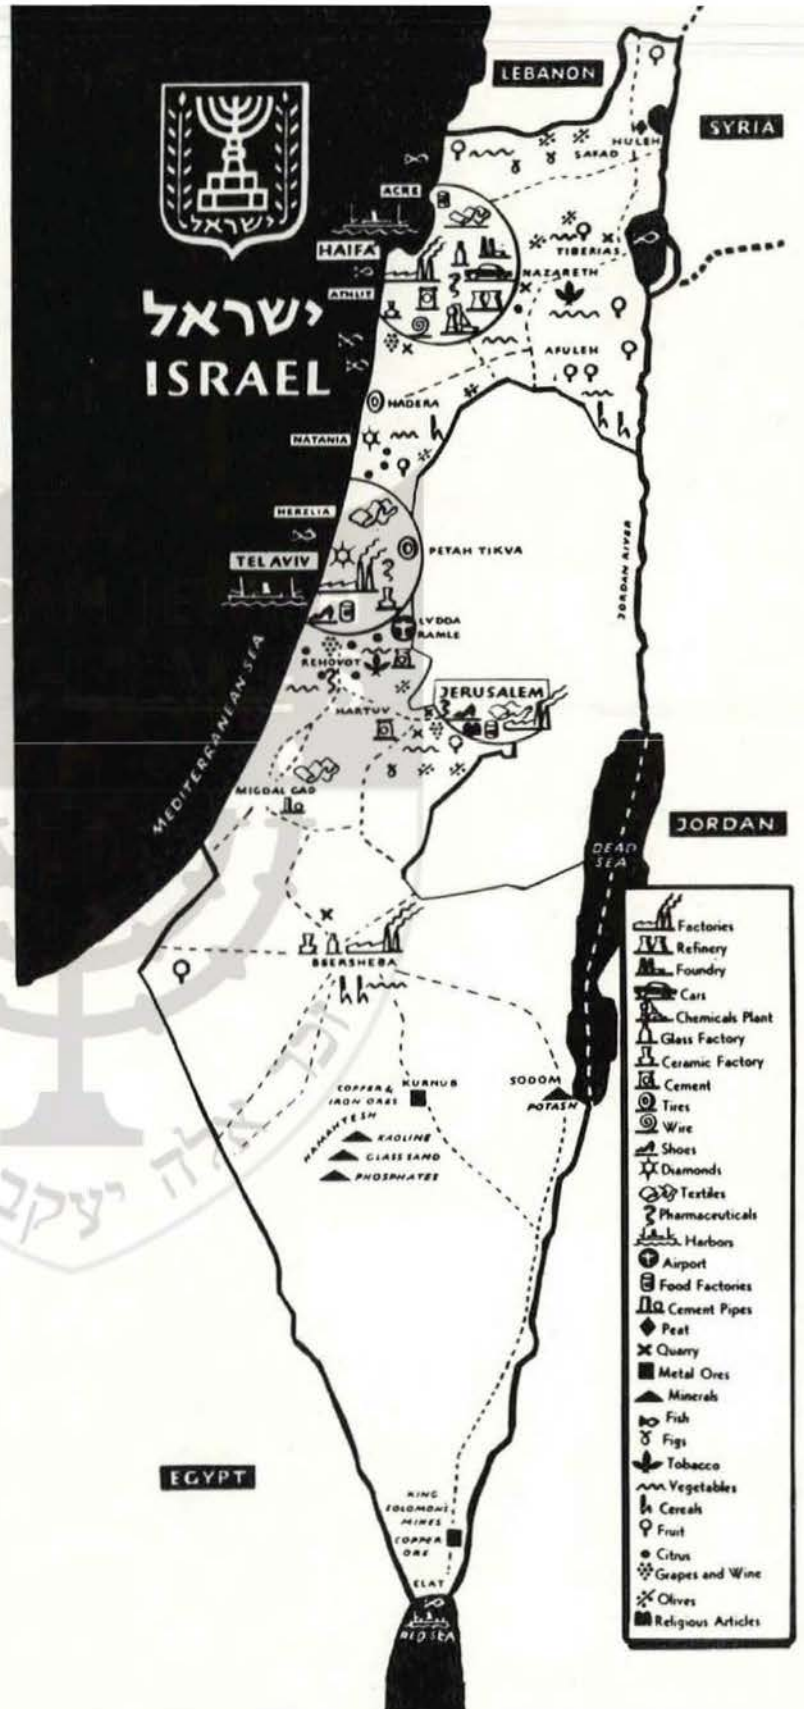 LEBANON
SYRIA
HULEH
SAFAD
ACRE
HAIFA
TIBERIAS
NAZARETH
ATHLIT
AFULEH
ישראל
ישראל
ISRAEL
HADERA
NATANIA
HERZLIA
TEL AVIV
PETAH TIKVA
JORDAN RIVER
LYDDA
RAMLE
REHOVOT
JERUSALEM
HARTUV
MEDITERRANEAN SEA
MIGDAL GAD
JORDAN
DEAD
SEA
BEERSHEBA
COPPER &
IRON ORES
KURNUB
SODOM
POTASH
HAMAHTESH
KAOLINE
GLASS SAND
PHOSPHATES
EGYPT
KING
SOLOMON'S
MINES
COPPER
ORE
ELAT
RED SEA
Factories
Refinery
Foundry
Cars
Chemicals Plant
Glass Factory
Ceramic Factory
Cement
Tires
Wire
Shoes
Diamonds
Textiles
Pharmaceuticals
Harbors
Airport
Food Factories
Cement Pipes
Peat
Quarry
Metal Ores
Minerals
Fish
Figs
Tobacco
Vegetables
Cereals
Fruit
Citrus
Grapes and Wine
Olives
Religious Articles
אלה יצקב